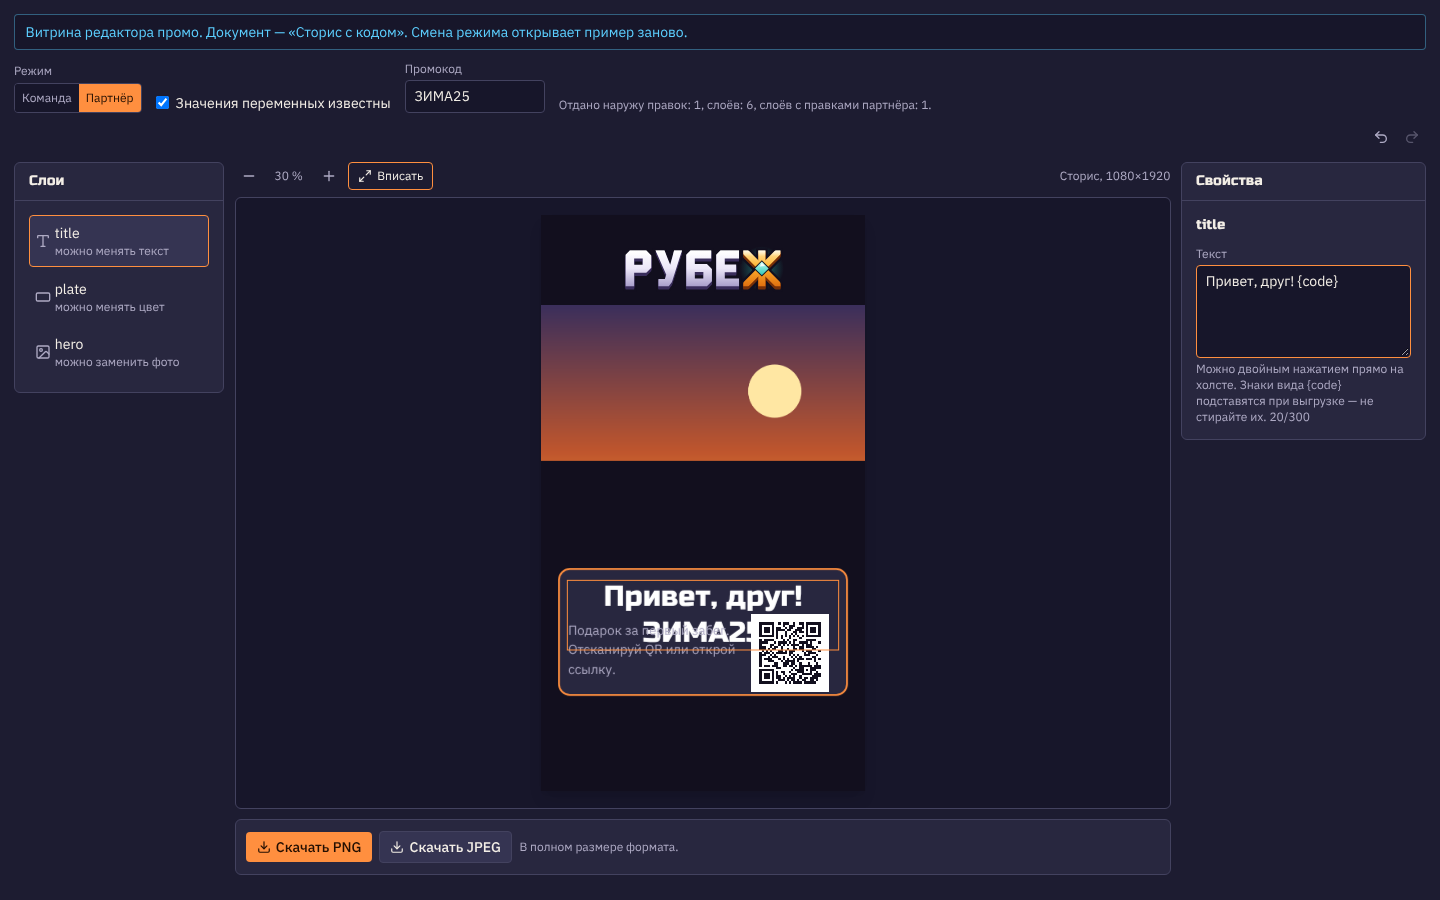 Витрина редактора промо. Документ — «Сторис с кодом». Смена режима открывает пример заново.
Режим
Команда Партнёр
Значения переменных известны
Промокод
ЗИМА25
Отдано наружу правок: 1, слоёв: 6, слоёв с правками партнёра: 1.
Слои
title
можно менять текст
plate
можно менять цвет
hero
можно заменить фото
30 %
Вписать
Сторис, 1080×1920
РУБЕЖ
Привет, друг!
ЗИМА25
Подарок за первый забег.
Отсканируй QR или открой
ссылку.
Скачать PNG
Скачать JPEG
В полном размере формата.
Свойства
title
Текст
Привет, друг! {code}
Можно двойным нажатием прямо на
холсте. Знаки вида {code}
подставятся при выгрузке — не
стирайте их. 20/300